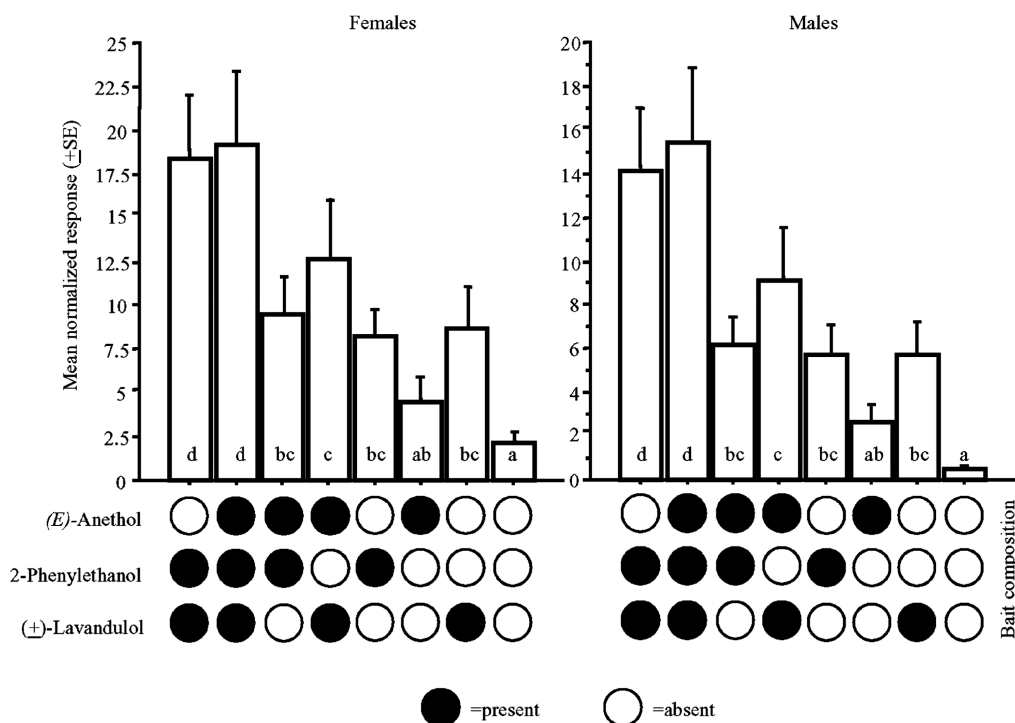 Females
Males
Mean normalized response (±SE)
25
22.5
20
17.5
15
10
7.5
5
2.5
0
20
18
16
14
12
10
8
6
4
2
0
d d bc c bc ab bc a
d d bc c bc ab bc a
(E)-Anethol
2-Phenylethanol
(±)-Lavandulol
Bait composition
=present
=absent